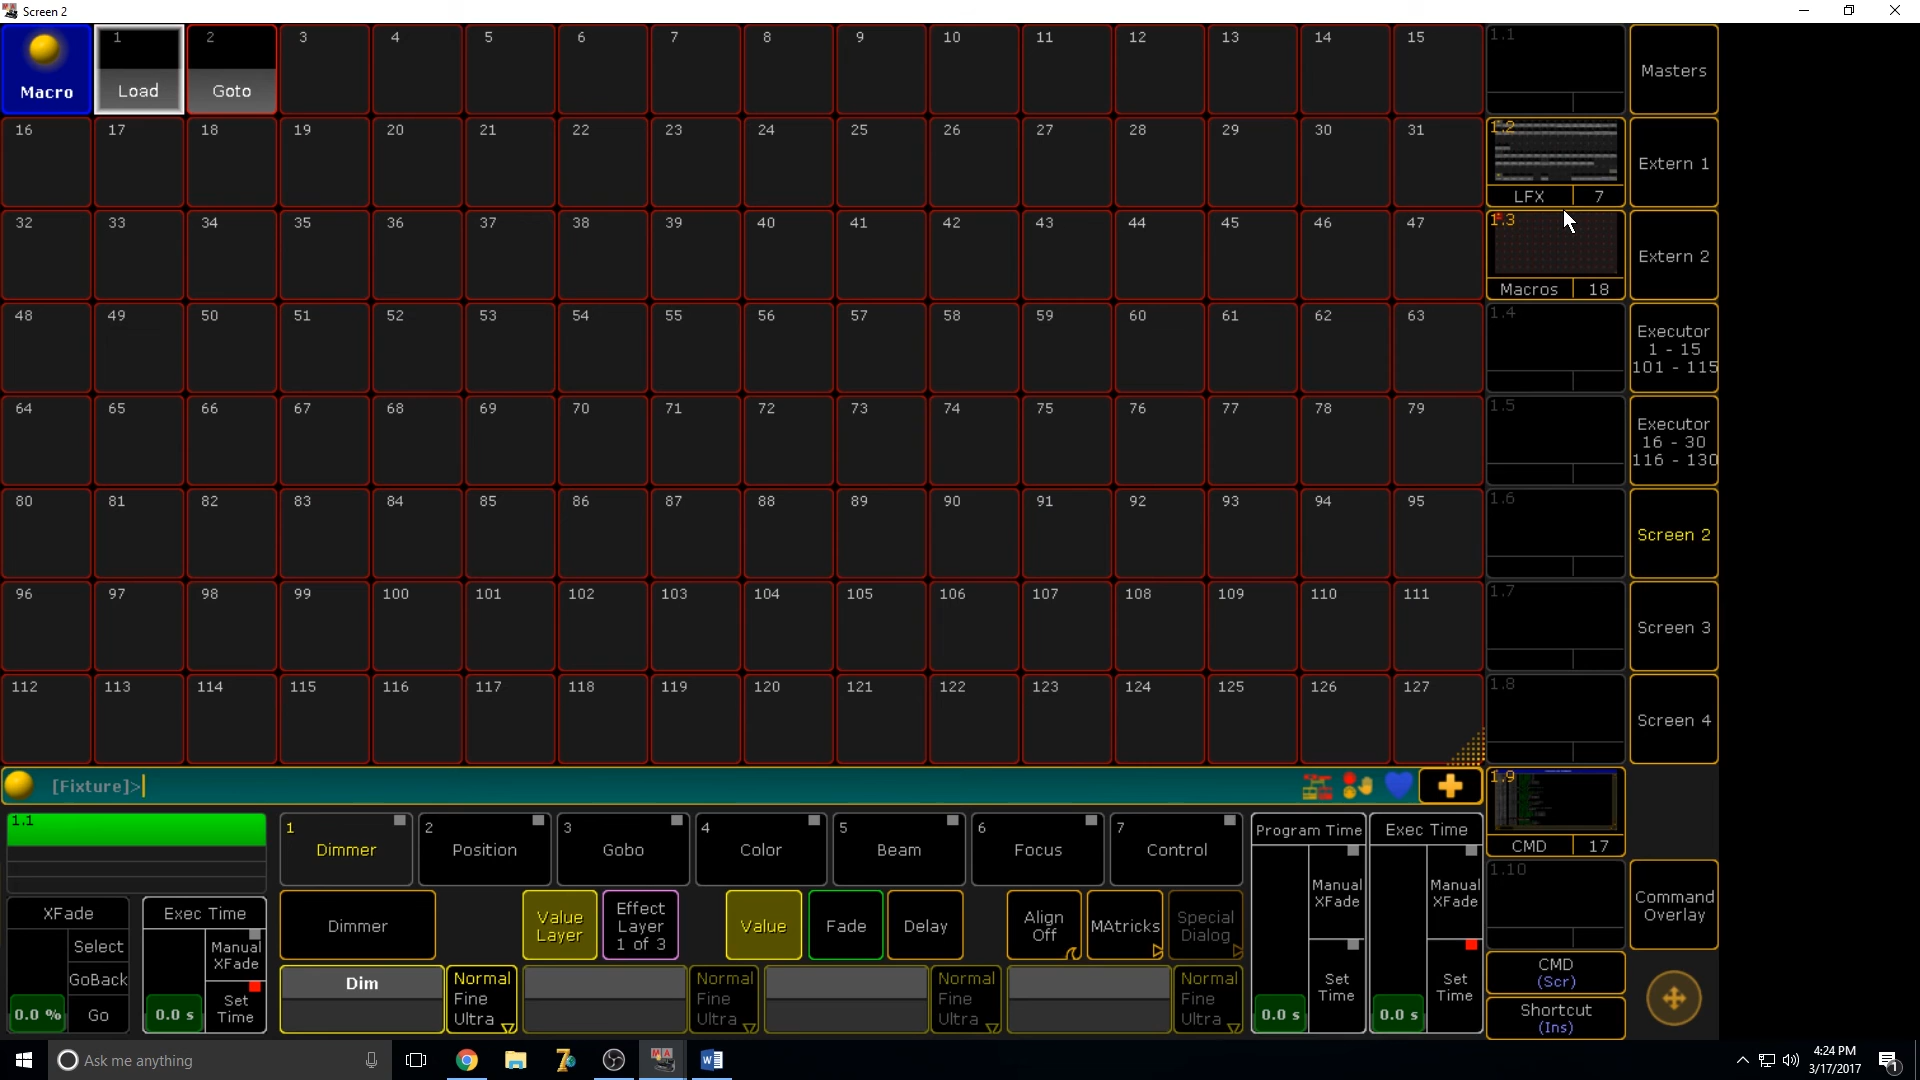 Screen 2
Macro
1
Load
2
Goto
3
4
5
6
7
8
9
10
11
12
13
14
15
16
17
18
19
20
21
22
23
24
25
26
27
28
29
30
31
32
33
34
35
36
37
38
39
40
41
42
43
44
45
46
47
48
49
50
51
52
53
54
55
56
57
58
59
60
61
62
63
64
65
66
67
68
69
70
71
72
73
74
75
76
77
78
79
80
81
82
83
84
85
86
87
88
89
90
91
92
93
94
95
96
97
98
99
100
101
102
103
104
105
106
107
108
109
110
111
112
113
114
115
116
117
118
119
120
121
122
123
124
125
126
127
1.1
1.2
LFX 7
1.3
Macros 18
1.4
1.5
1.6
1.7
1.8
1.9
CMD 17
1.10
CMD
(Scr)
Shortcut
(Ins)
Masters
Extern 1
Extern 2
Executor
1 - 15
101 - 115
Executor
16 - 30
116 - 130
Screen 2
Screen 3
Screen 4
Command
Overlay
[Fixture]>
1.1
XFade
Select
GoBack
0.0 %
Go
Exec Time
Manual
XFade
0.0 s
Set
Time
1
Dimmer
2
Position
3
Gobo
4
Color
5
Beam
6
Focus
7
Control
Dimmer
Value
Layer
Effect
Layer
1 of 3
Value
Fade
Delay
Align
Off
MAtricks
Special
Dialog
Dim
Normal
Fine
Ultra
Normal
Fine
Ultra
Normal
Fine
Ultra
Normal
Fine
Ultra
Program Time
Manual
XFade
0.0 s
Set
Time
Exec Time
Manual
XFade
0.0 s
Set
Time
Ask me anything
4:24 PM
3/17/2017
1